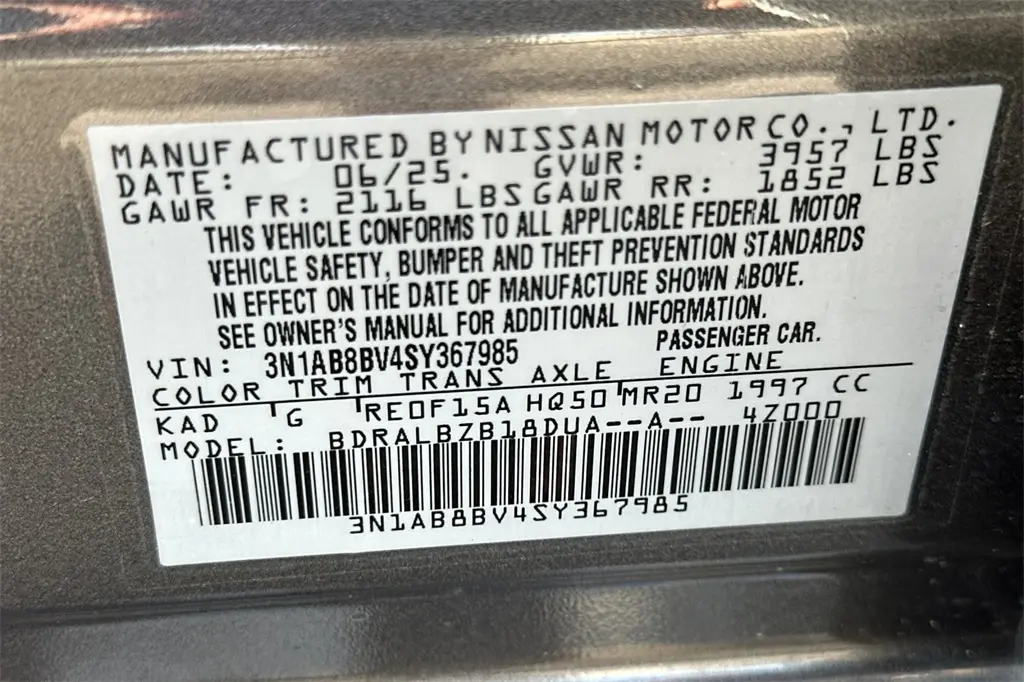 MANUFACTURED BY NISSAN MOTOR CO., LTD.
DATE: 06/25. GVWR: 3957 LBS
GAWR FR: 2116 LBS GAWR RR: 1852 LBS
THIS VEHICLE CONFORMS TO ALL APPLICABLE FEDERAL MOTOR
VEHICLE SAFETY, BUMPER AND THEFT PREVENTION STANDARDS
IN EFFECT ON THE DATE OF MANUFACTURE SHOWN ABOVE.
SEE OWNER'S MANUAL FOR ADDITIONAL INFORMATION.
VIN: 3N1AB8BV4SY367985 PASSENGER CAR.
COLOR TRIM TRANS AXLE ENGINE
KAD G RE0F15A HQ50 MR20 1997 CC
MODEL: BDRALBZB18DUA--A-- 4Z000
3N1AB8BV4SY367985